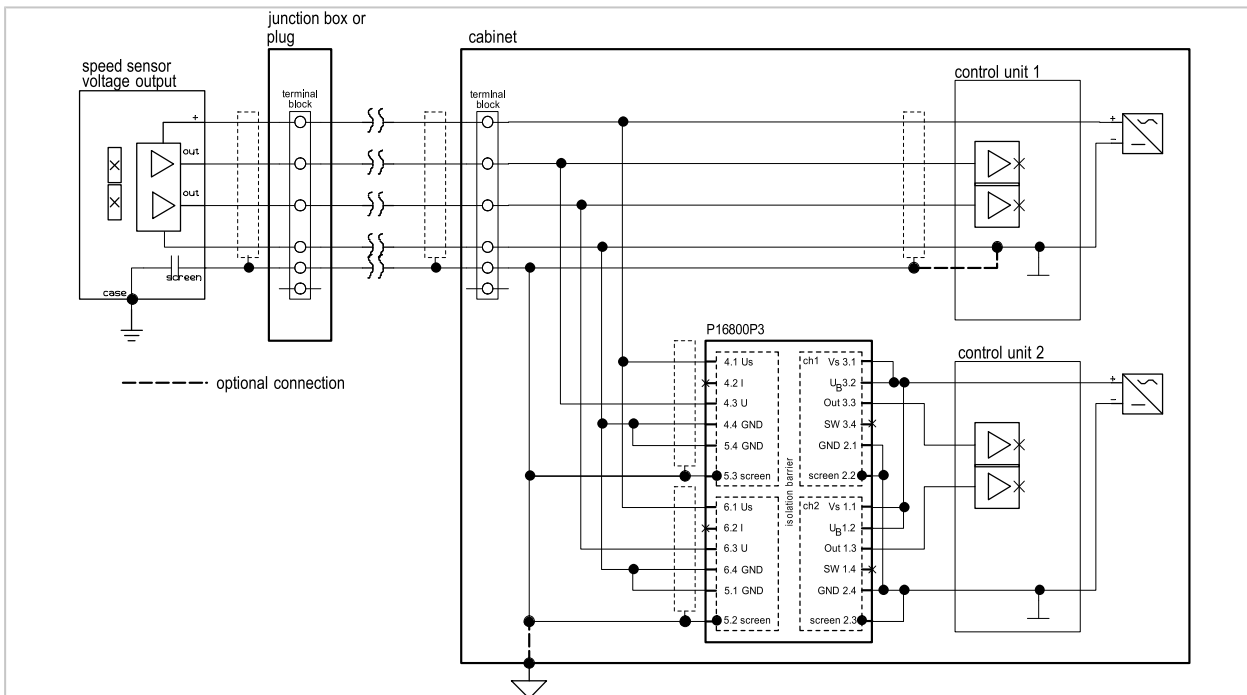 junction box or
plug
cabinet
speed sensor
voltage output
control unit 1
terminal
block
terminal
block
+
out
out
screen
case
+
−
optional connection
P16800P3
control unit 2
4.1 Us
4.2 I
4.3 U
4.4 GND
5.4 GND
5.3 screen
6.1 Us
6.2 I
6.3 U
6.4 GND
5.1 GND
5.2 screen
isolation barrier
ch1 Vs 3.1
UB3.2
Out 3.3
SW 3.4
GND 2.1
screen 2.2
ch2 Vs 1.1
UB1.2
Out 1.3
SW 1.4
GND 2.4
screen 2.3
+
−